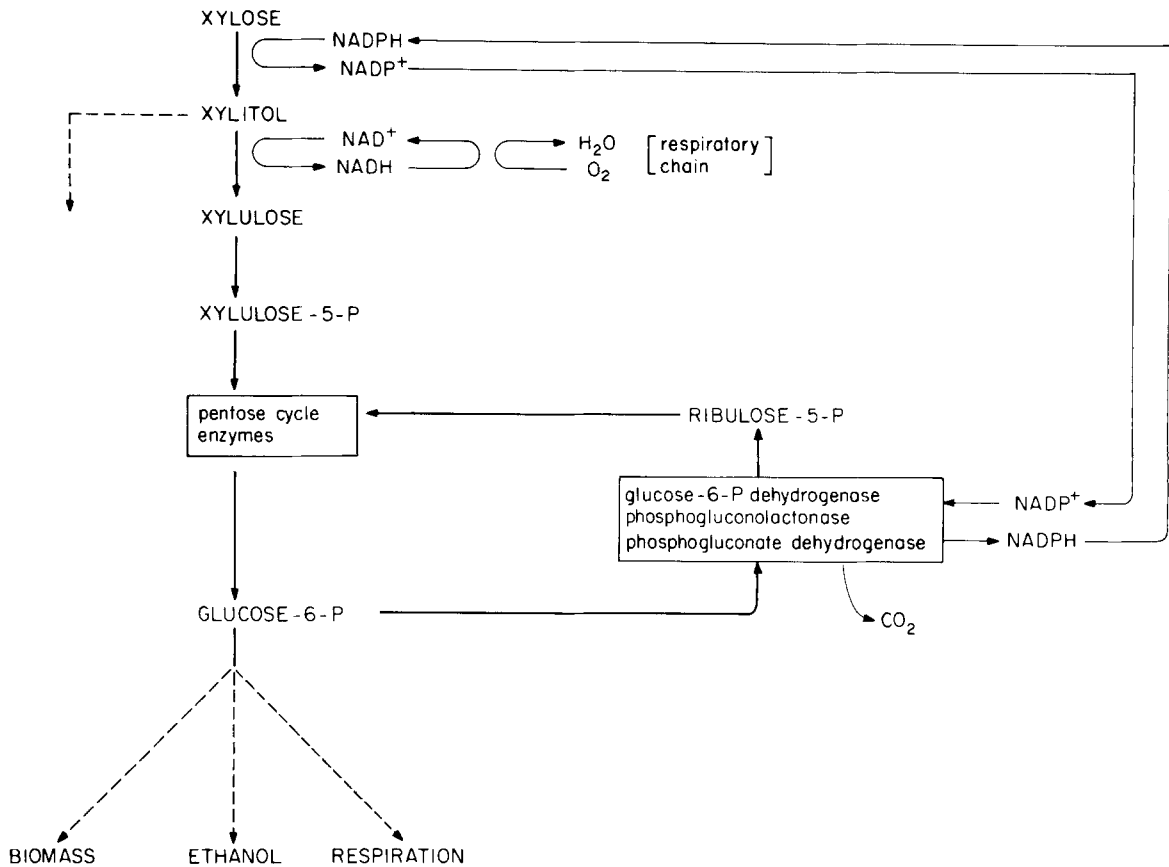 XYLOSE
NADPH
NADP+
XYLITOL
NAD+
NADH
H2O
O2
[respiratory
chain]
XYLULOSE
XYLULOSE-5-P
pentose cycle
enzymes
RIBULOSE-5-P
glucose-6-P dehydrogenase
phosphogluconolactonase
phosphogluconate dehydrogenase
NADP+
NADPH
GLUCOSE-6-P
CO2
BIOMASS
ETHANOL
RESPIRATION